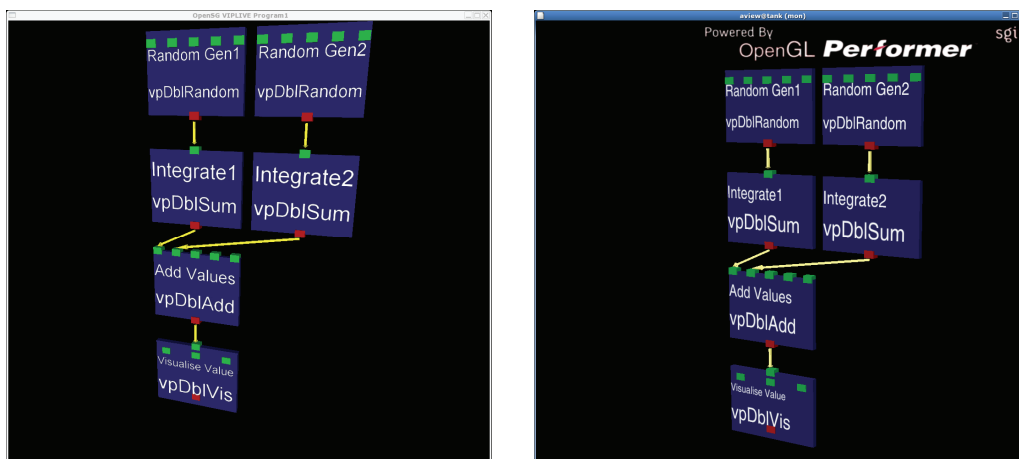 OpenSG VIPLIVE Program1
Random Gen1
vpDblRandom
Random Gen2
vpDblRandom
Integrate1
vpDblSum
Integrate2
vpDblSum
Add Values
vpDblAdd
Visualise Value
vpDblVis
aview@tank (mon)
Powered By
OpenGL Performer
sgi
Random Gen1
vpDblRandom
Random Gen2
vpDblRandom
Integrate1
vpDblSum
Integrate2
vpDblSum
Add Values
vpDblAdd
Visualise Value
vpDblVis